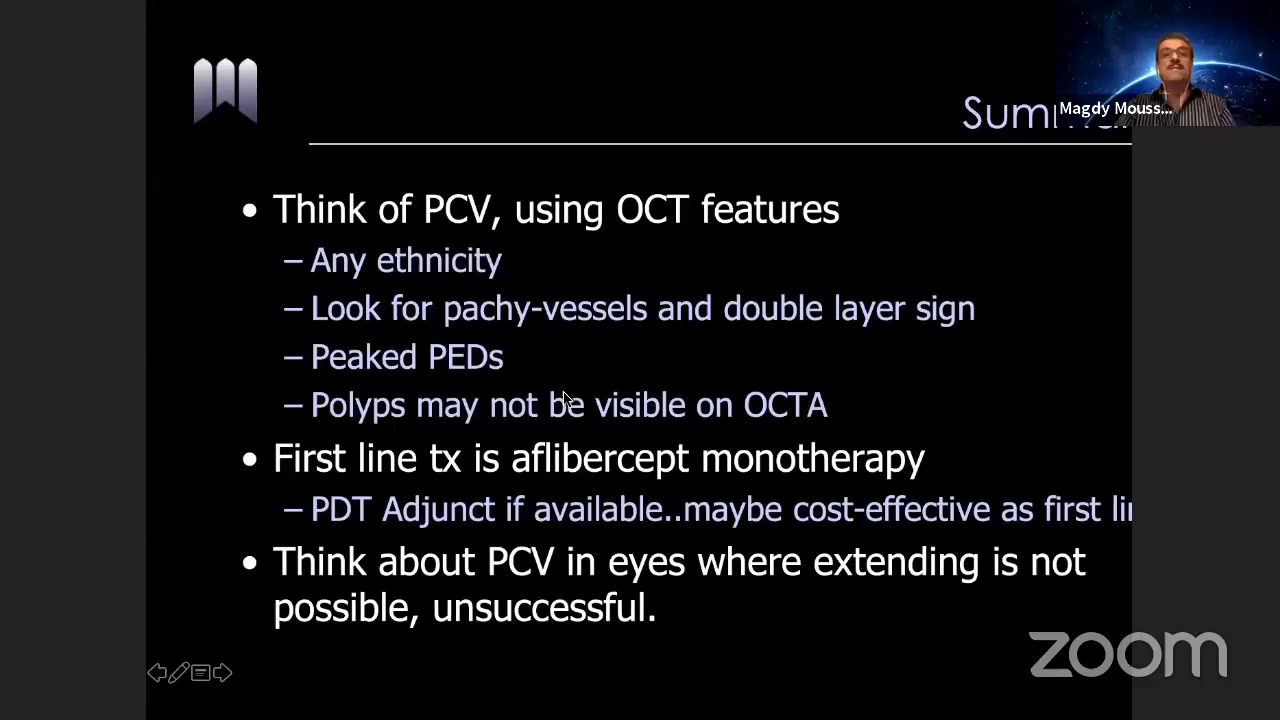 Magdy Mouss...
• Think of PCV, using OCT features
– Any ethnicity
– Look for pachy-vessels and double layer sign
– Peaked PEDs
– Polyps may not be visible on OCTA
• First line tx is aflibercept monotherapy
– PDT Adjunct if available..maybe cost-effective as first
• Think about PCV in eyes where extending is not
possible, unsuccessful.
zoom